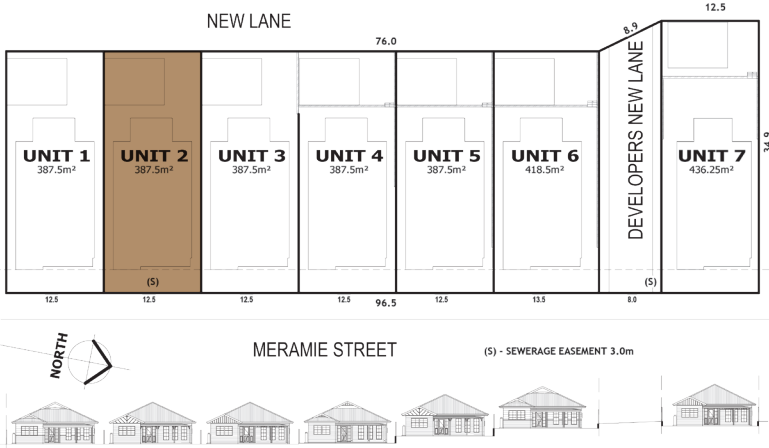 12.5
NEW LANE
8.9
76.0
DEVELOPERS NEW LANE
34.9
UNIT 1
387.5m²
UNIT 2
387.5m²
UNIT 3
387.5m²
UNIT 4
387.5m²
UNIT 5
387.5m²
UNIT 6
418.5m²
UNIT 7
436.25m²
(S)
(S)
12.5
12.5
12.5
12.5
96.5
12.5
13.5
8.0
NORTH
MERAMIE STREET
(S) - SEWERAGE EASEMENT 3.0m